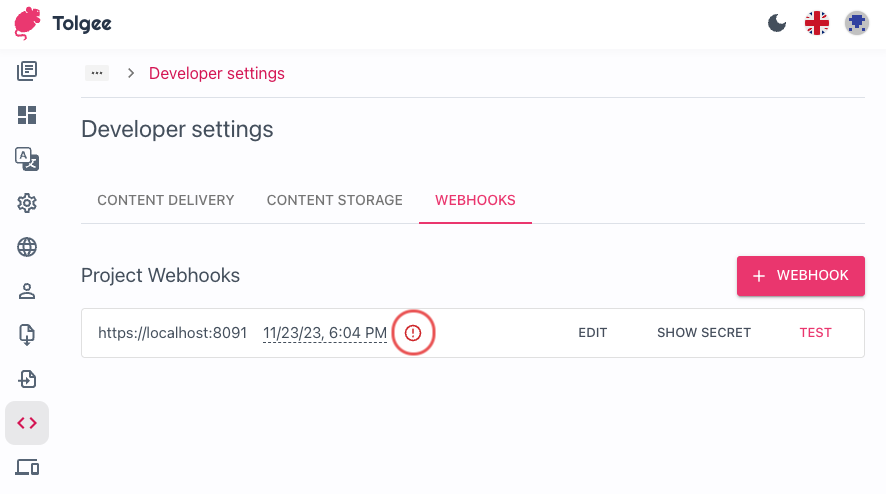 Tolgee
... > Developer settings
Developer settings
CONTENT DELIVERY CONTENT STORAGE WEBHOOKS
Project Webhooks
+ WEBHOOK
https://localhost:8091 11/23/23, 6:04 PM EDIT SHOW SECRET TEST